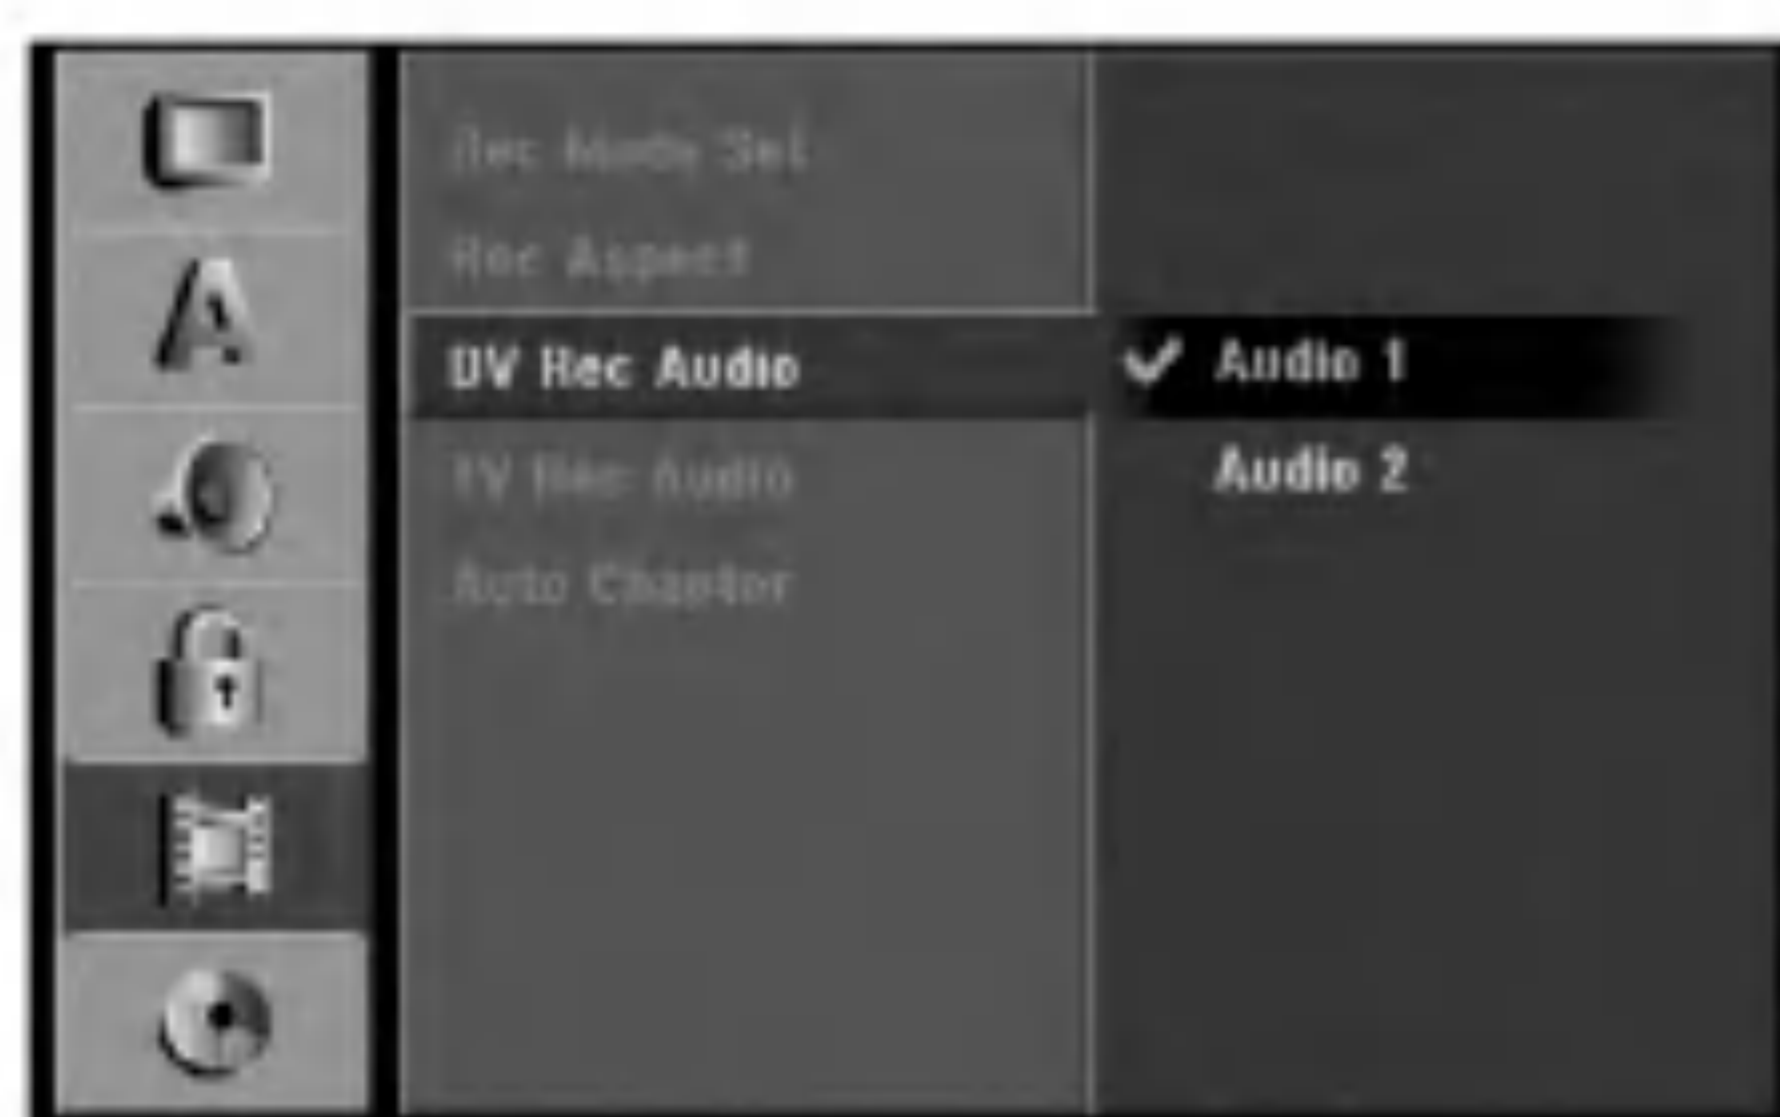 A
Rec Mode Set
Rec Aspect
DV Rec Audio
TV Rec Audio
Auto Chapter
Audio 1
Audio 2